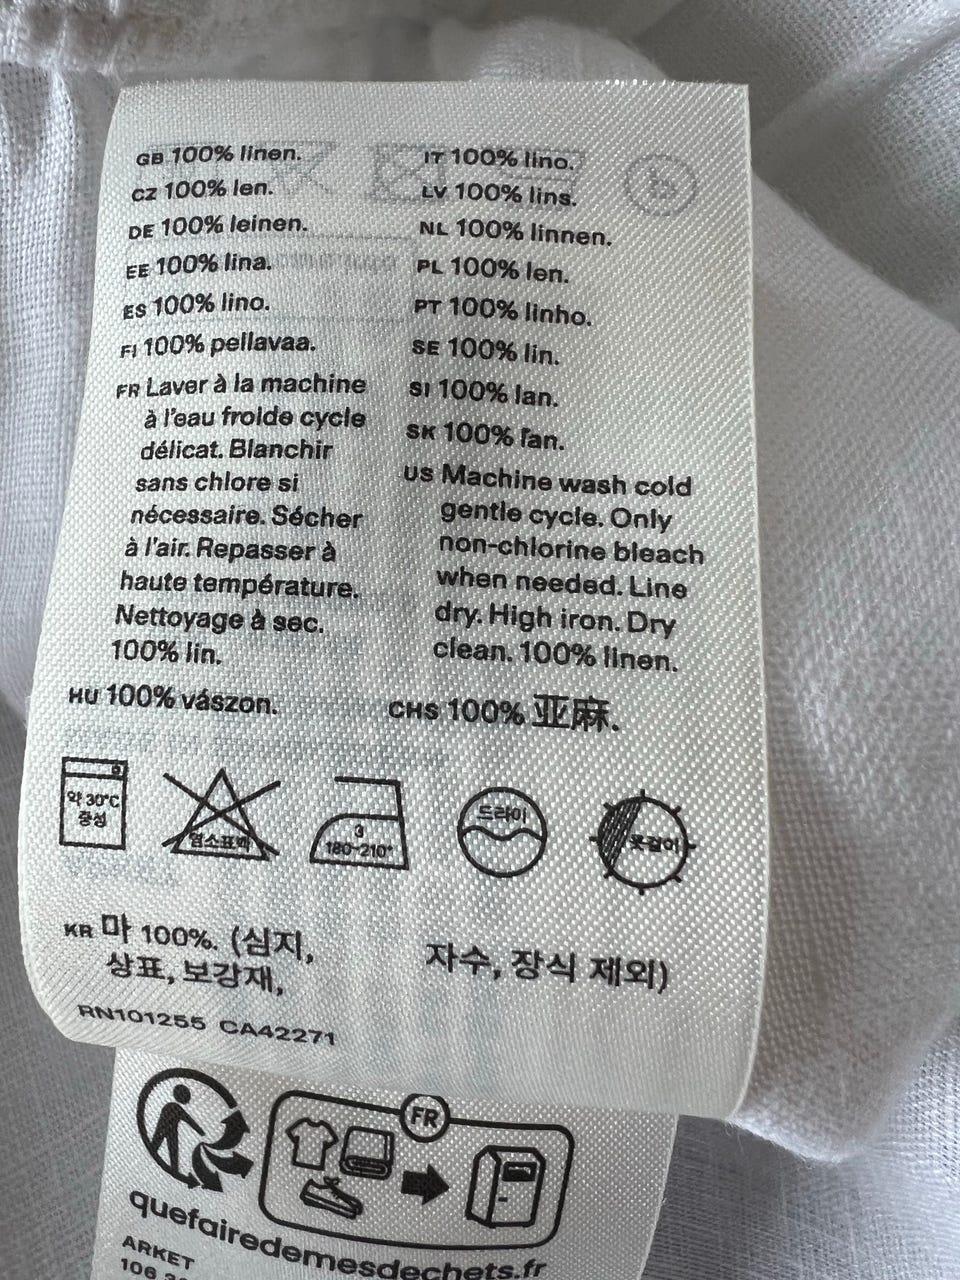 GB 100% linen.
CZ 100% len.
DE 100% leinen.
EE 100% lina.
ES 100% lino.
FI 100% pellavaa.
FR Laver à la machine
à l'eau froide cycle
délicat. Blanchir
sans chlore si
nécessaire. Sécher
à l'air. Repasser à
haute température.
Nettoyage à sec.
100% lin.
HU 100% vászon.
IT 100% lino.
LV 100% lins.
NL 100% linnen.
PL 100% len.
PT 100% linho.
SE 100% lin.
SI 100% lan.
SK 100% ľan.
US Machine wash cold
gentle cycle. Only
non-chlorine bleach
when needed. Line
dry. High iron. Dry
clean. 100% linen.
CHS 100% 亚麻.
약 30°C
중성
염소표백
3
180~210°
드라이
옷걸이
KR 마 100%. (심지,
상표, 보강재,
자수, 장식 제외)
RN101255 CA42271
FR
quefairedemesdechets.fr
ARKET
106